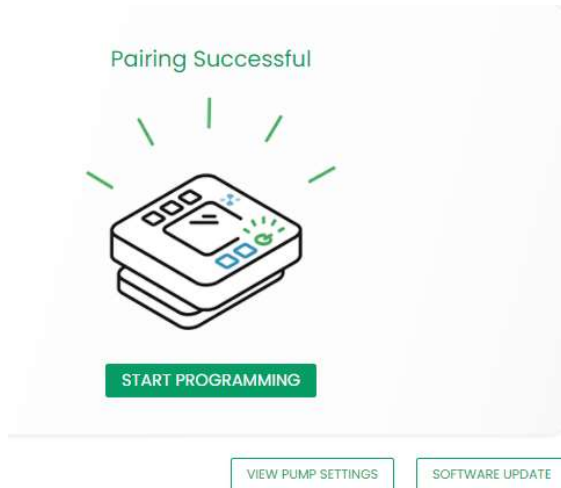 Pairing Successful
START PROGRAMMING
VIEW PUMP SETTINGS
SOFTWARE UPDATE